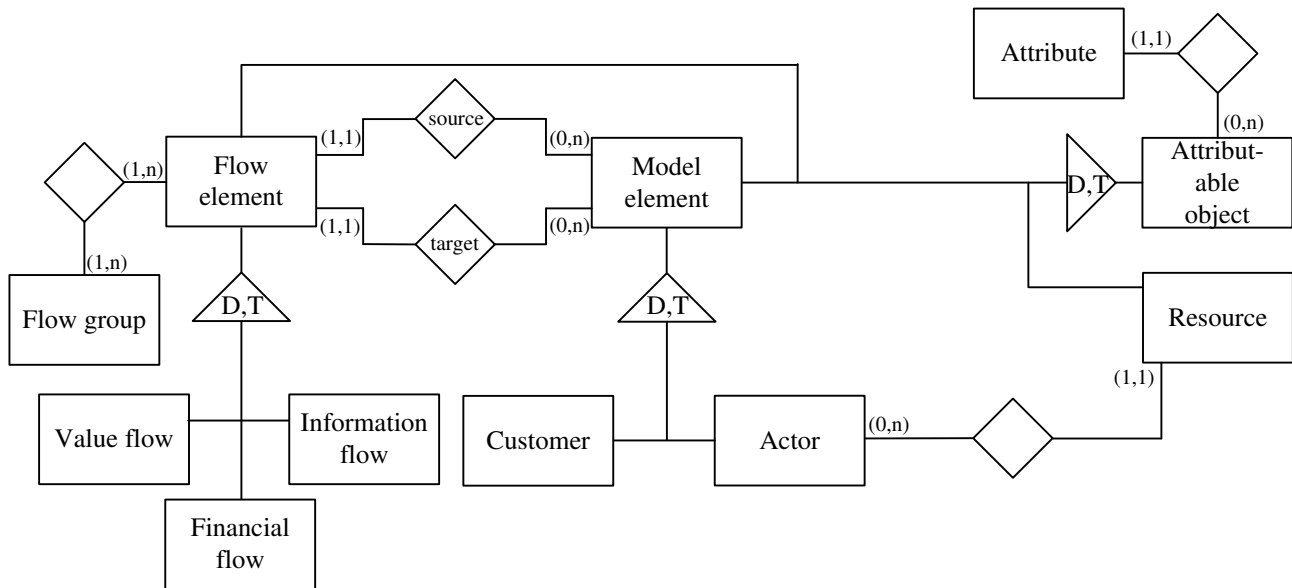 Attribute
(1,1)
(0,n)
Attribut-
able
object
D,T
source
(1,1)
(0,n)
Flow
element
(1,n)
Model
element
(1,1)
(0,n)
target
(1,n)
Flow group
D,T
D,T
Resource
(1,1)
Value flow
Information
flow
Customer
Actor
(0,n)
Financial
flow